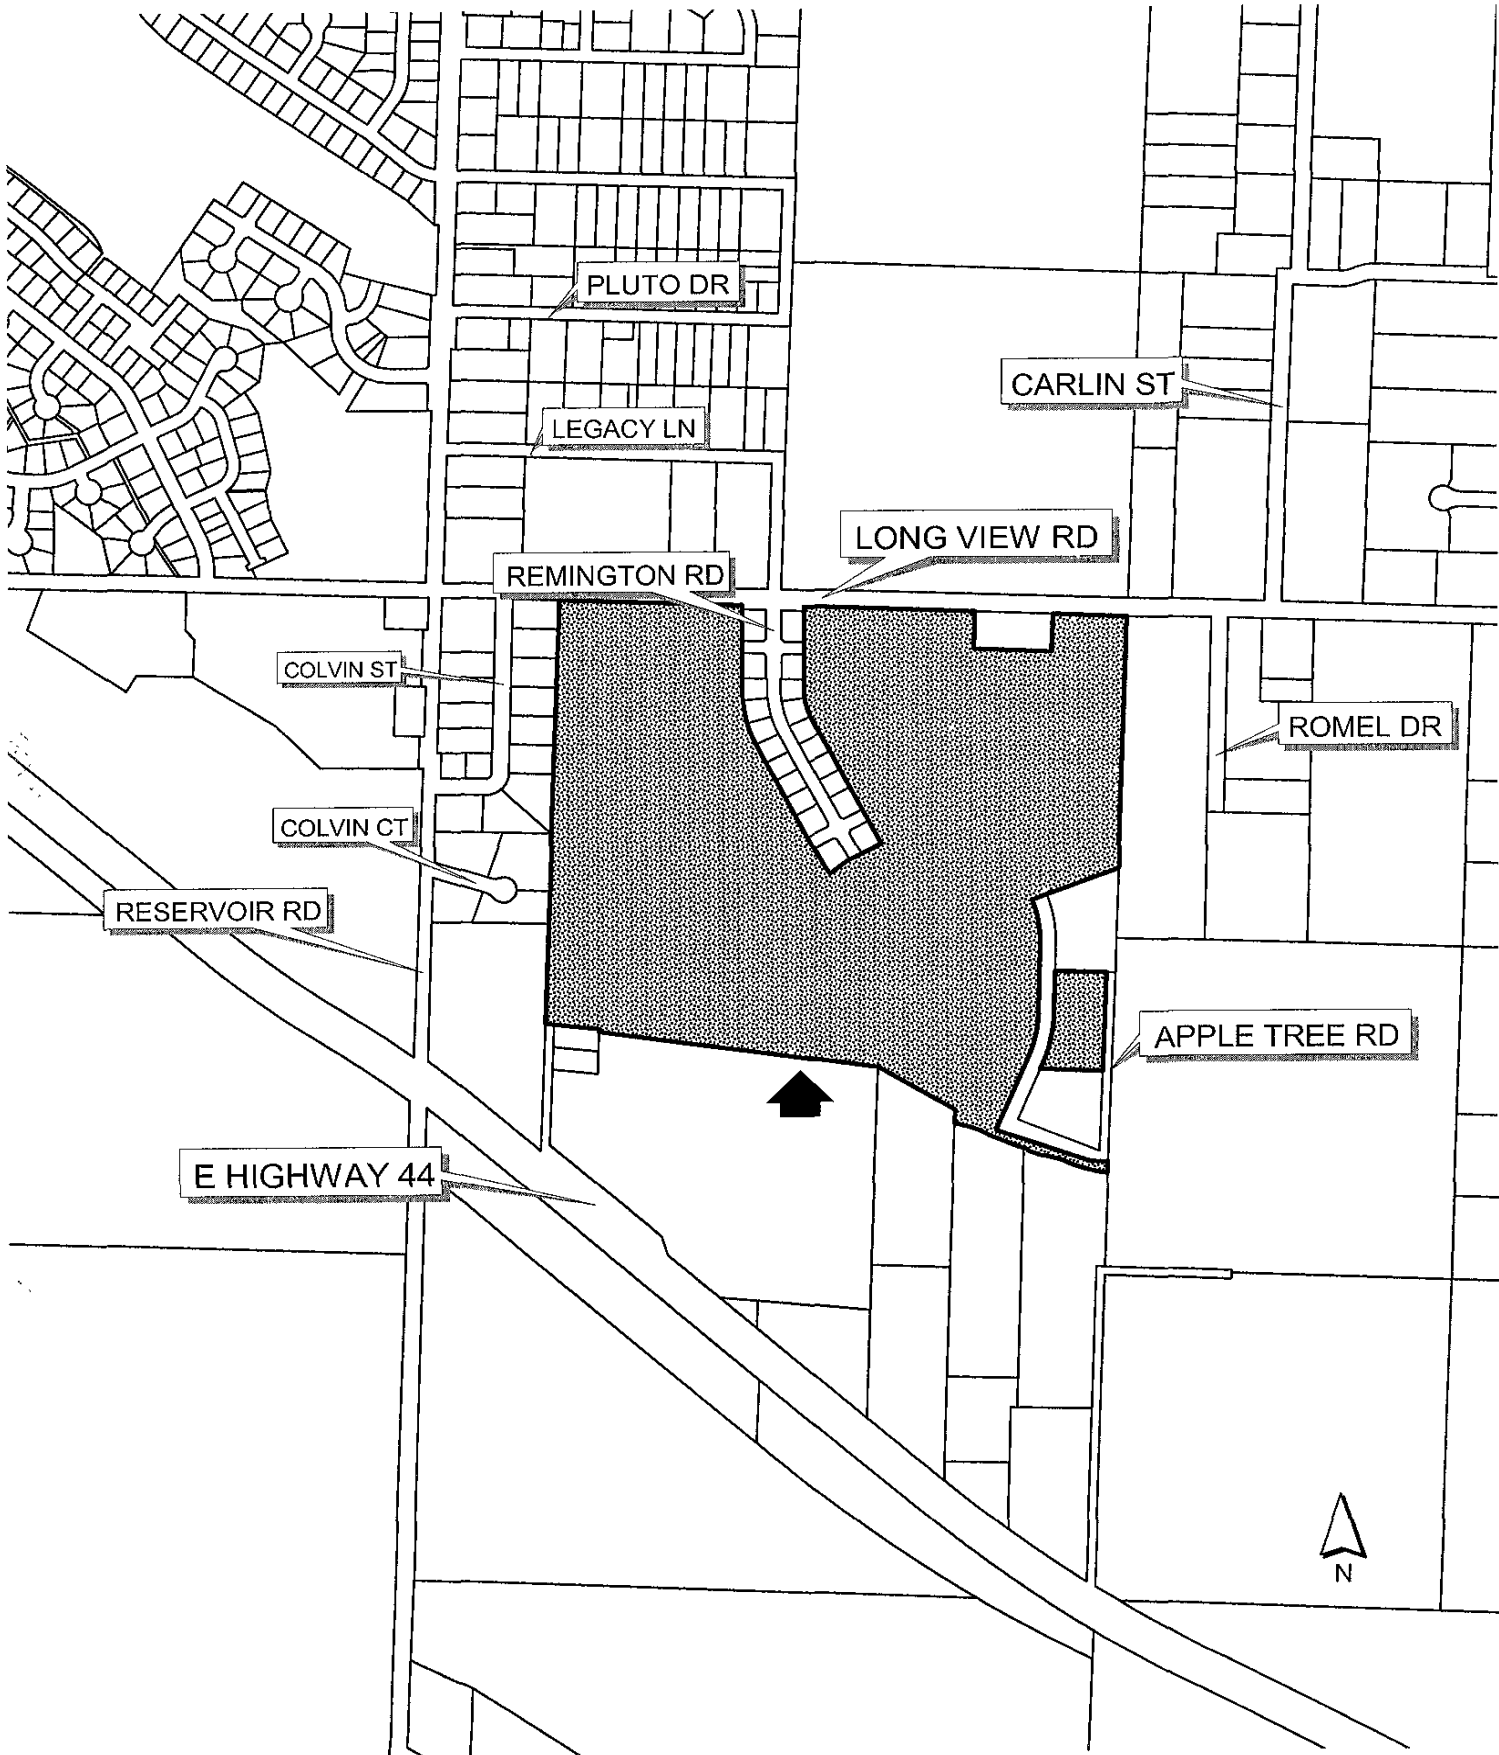 PLUTO DR
CARLIN ST
LEGACY LN
LONG VIEW RD
REMINGTON RD
COLVIN ST
ROMEL DR
COLVIN CT
RESERVOIR RD
APPLE TREE RD
E HIGHWAY 44
N